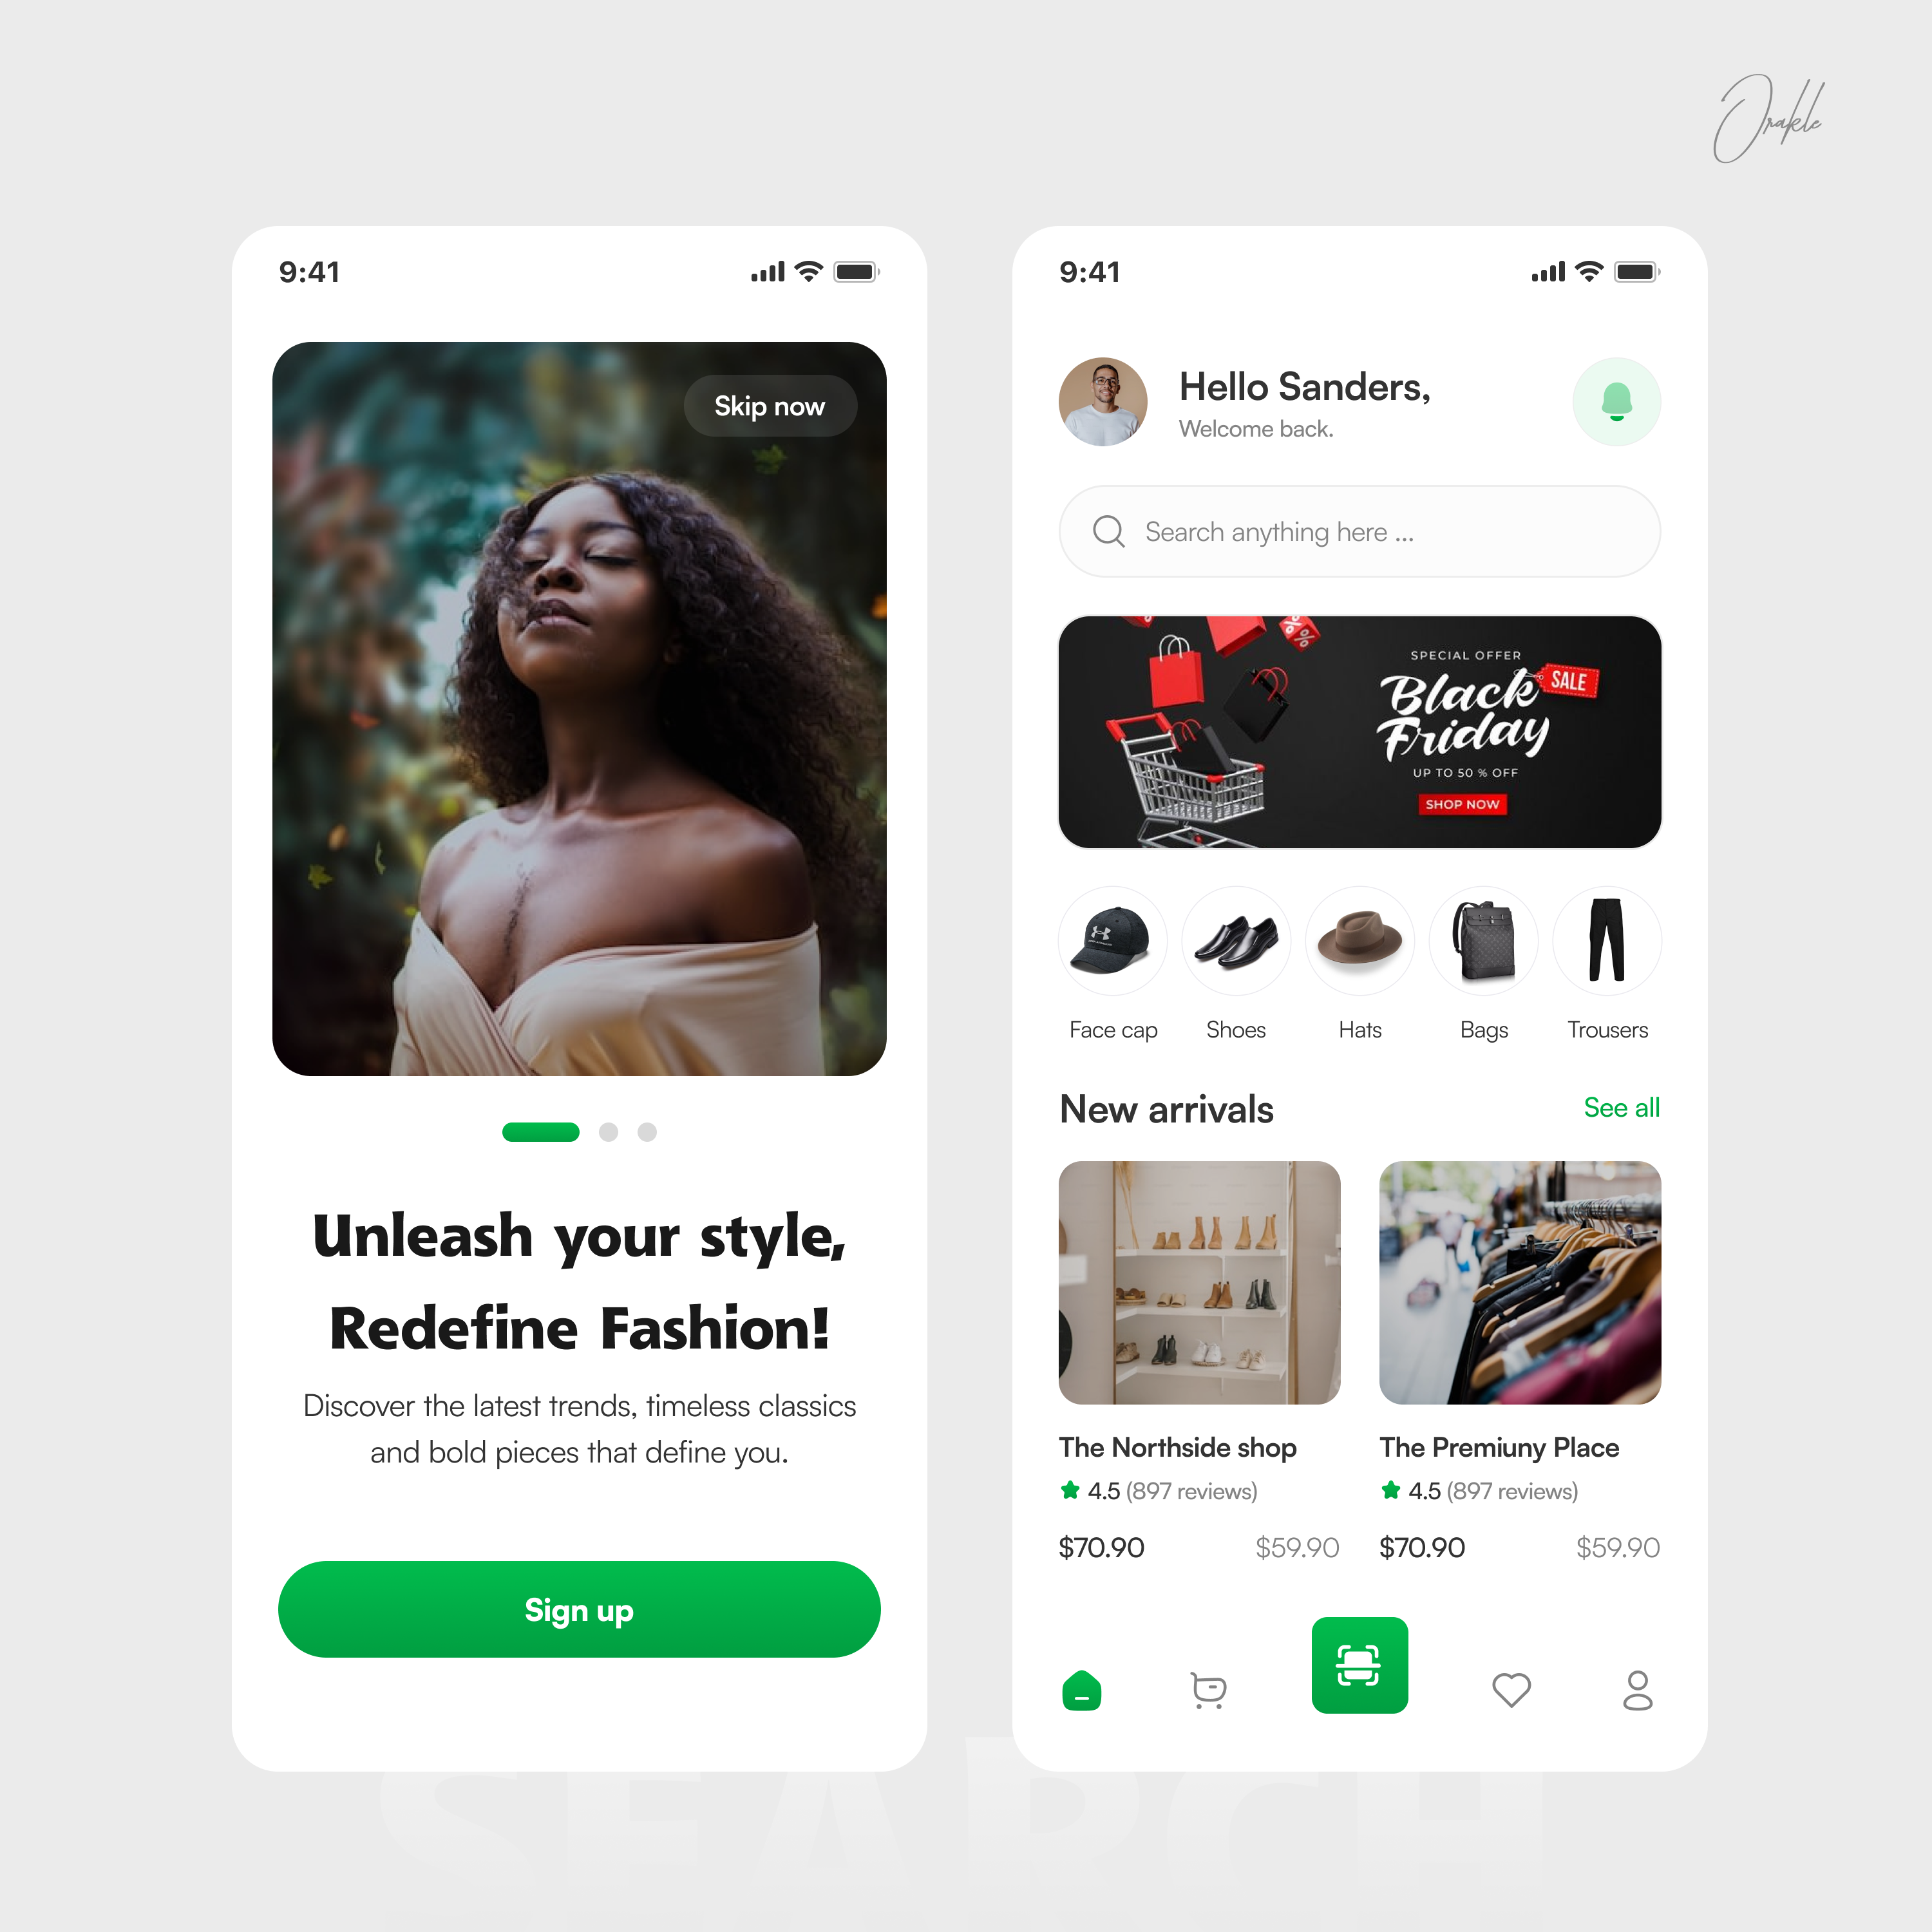 Orakle
9:41
Skip now
Unleash your style,
Redefine Fashion!
Discover the latest trends, timeless classics
and bold pieces that define you.
Sign up
9:41
Hello Sanders,
Welcome back.
Search anything here ...
% %
SPECIAL OFFER
Black
SALE
Friday
UP TO 50 % OFF
SHOP NOW
UNDER ARMOUR
Face cap
Shoes
Hats
Bags
Trousers
New arrivals
See all
The Northside shop
4.5 (897 reviews)
$70.90
$59.90
The Premiuny Place
4.5 (897 reviews)
$70.90
$59.90
SEARCH